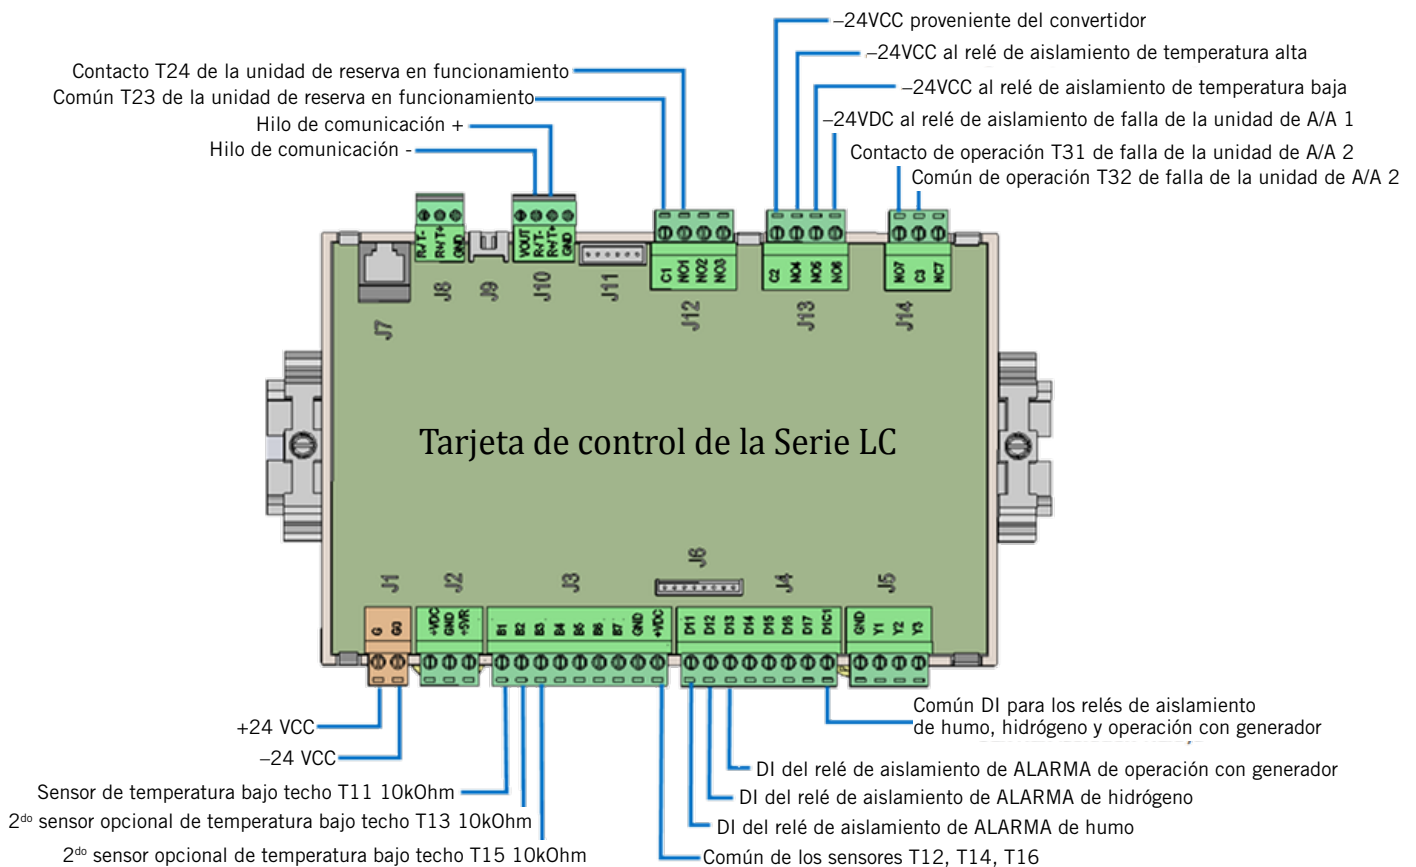 –24VCC proveniente del convertidor
–24VCC al relé de aislamiento de temperatura alta
Contacto T24 de la unidad de reserva en funcionamiento
–24VCC al relé de aislamiento de temperatura baja
Común T23 de la unidad de reserva en funcionamiento
Hilo de comunicación +
–24VDC al relé de aislamiento de falla de la unidad de A/A 1
Hilo de comunicación -
Contacto de operación T31 de falla de la unidad de A/A 2
Común de operación T32 de falla de la unidad de A/A 2
R-/T-
R+/T+
GND
VOUT
R-/T-
R+/T+
GND
C1
NO1
NO2
NO3
C2
NO4
NO5
NO6
NO7
C3
NC7
J7
J8
J9
J10
J11
J12
J13
J14
Tarjeta de control de la Serie LC
J1
J2
J3
J6
J4
J5
G
G0
+VDC
GND
+5VR
B1
B2
B3
B4
B5
B6
B7
GND
+VDC
D11
D12
D13
D14
D15
D16
D17
D1C1
GND
Y1
Y2
Y3
+24 VCC
–24 VCC
Sensor de temperatura bajo techo T11 10kOhm
2do sensor opcional de temperatura bajo techo T13 10kOhm
2do sensor opcional de temperatura bajo techo T15 10kOhm
Común DI para los relés de aislamiento
de humo, hidrógeno y operación con generador
DI del relé de aislamiento de ALARMA de operación con generador
DI del relé de aislamiento de ALARMA de hidrógeno
DI del relé de aislamiento de ALARMA de humo
Común de los sensores T12, T14, T16